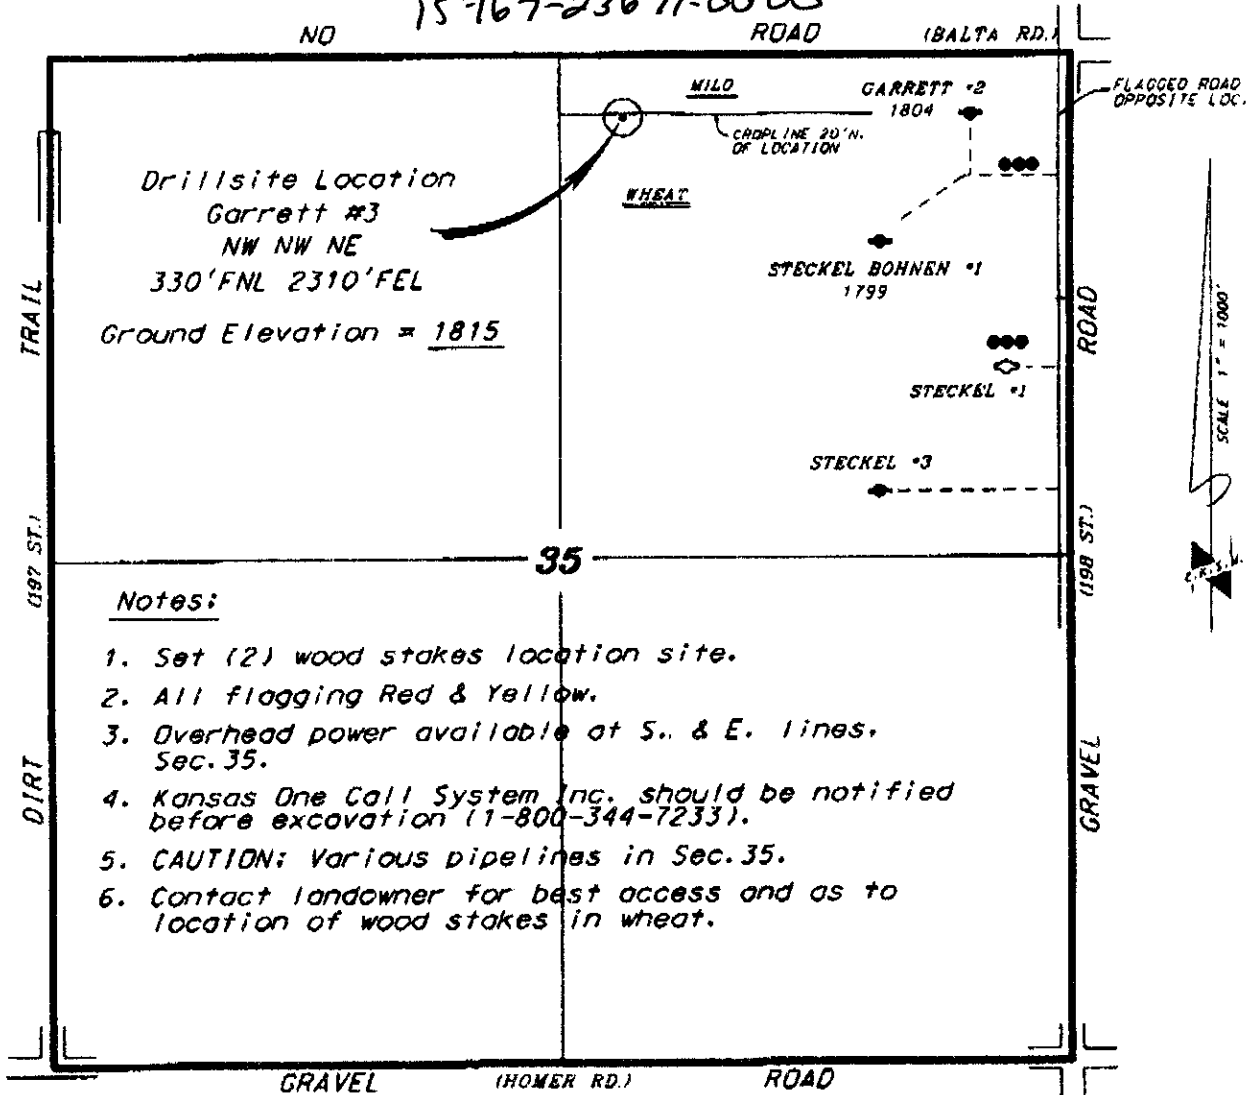 NO ROAD (BALTA RD.)
MILO
GARRETT #2
1804
FLAGGED ROAD
OPPOSITE LOC.
CROPLINE 20'N.
OF LOCATION
Drillsite Location
Garrett #3
NW NW NE
330'FNL 2310'FEL
Ground Elevation = 1815
WHEAT
STECKEL BOHNEN #1
1799
STECKEL #1
STECKEL #3
TRAIL
(197 ST.)
DIRT
ROAD
(198 ST.)
GRAVEL
SCALE 1" = 1000'
35
Notes:
1. Set (2) wood stakes location site.
2. All flagging Red & Yellow.
3. Overhead power available at S. & E. lines,
Sec.35.
4. Kansas One Call System Inc. should be notified
before excavation (1-800-344-7233).
5. CAUTION: Various pipelines in Sec.35.
6. Contact landowner for best access and as to
location of wood stakes in wheat.
GRAVEL (HOMER RD.) ROAD